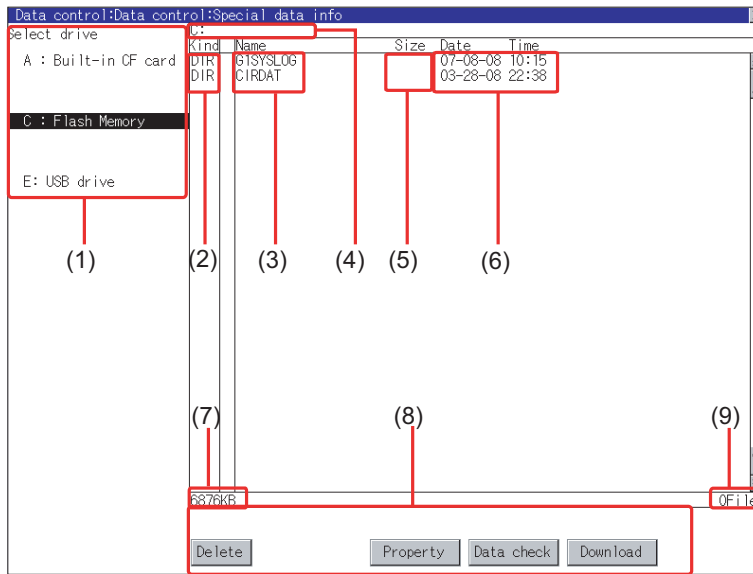 Data control:Data control:Special data info
Select drive
C:
Kind Name Size Date Time
A : Built-in CF card
DIR G1SYSLOG 07-08-08 10:15
DIR CIRDAT 03-28-08 22:38
C : Flash Memory
E: USB drive
(1) (2) (3) (4) (5) (6)
(7) (8) (9)
6876KB 0File
Delete Property Data check Download